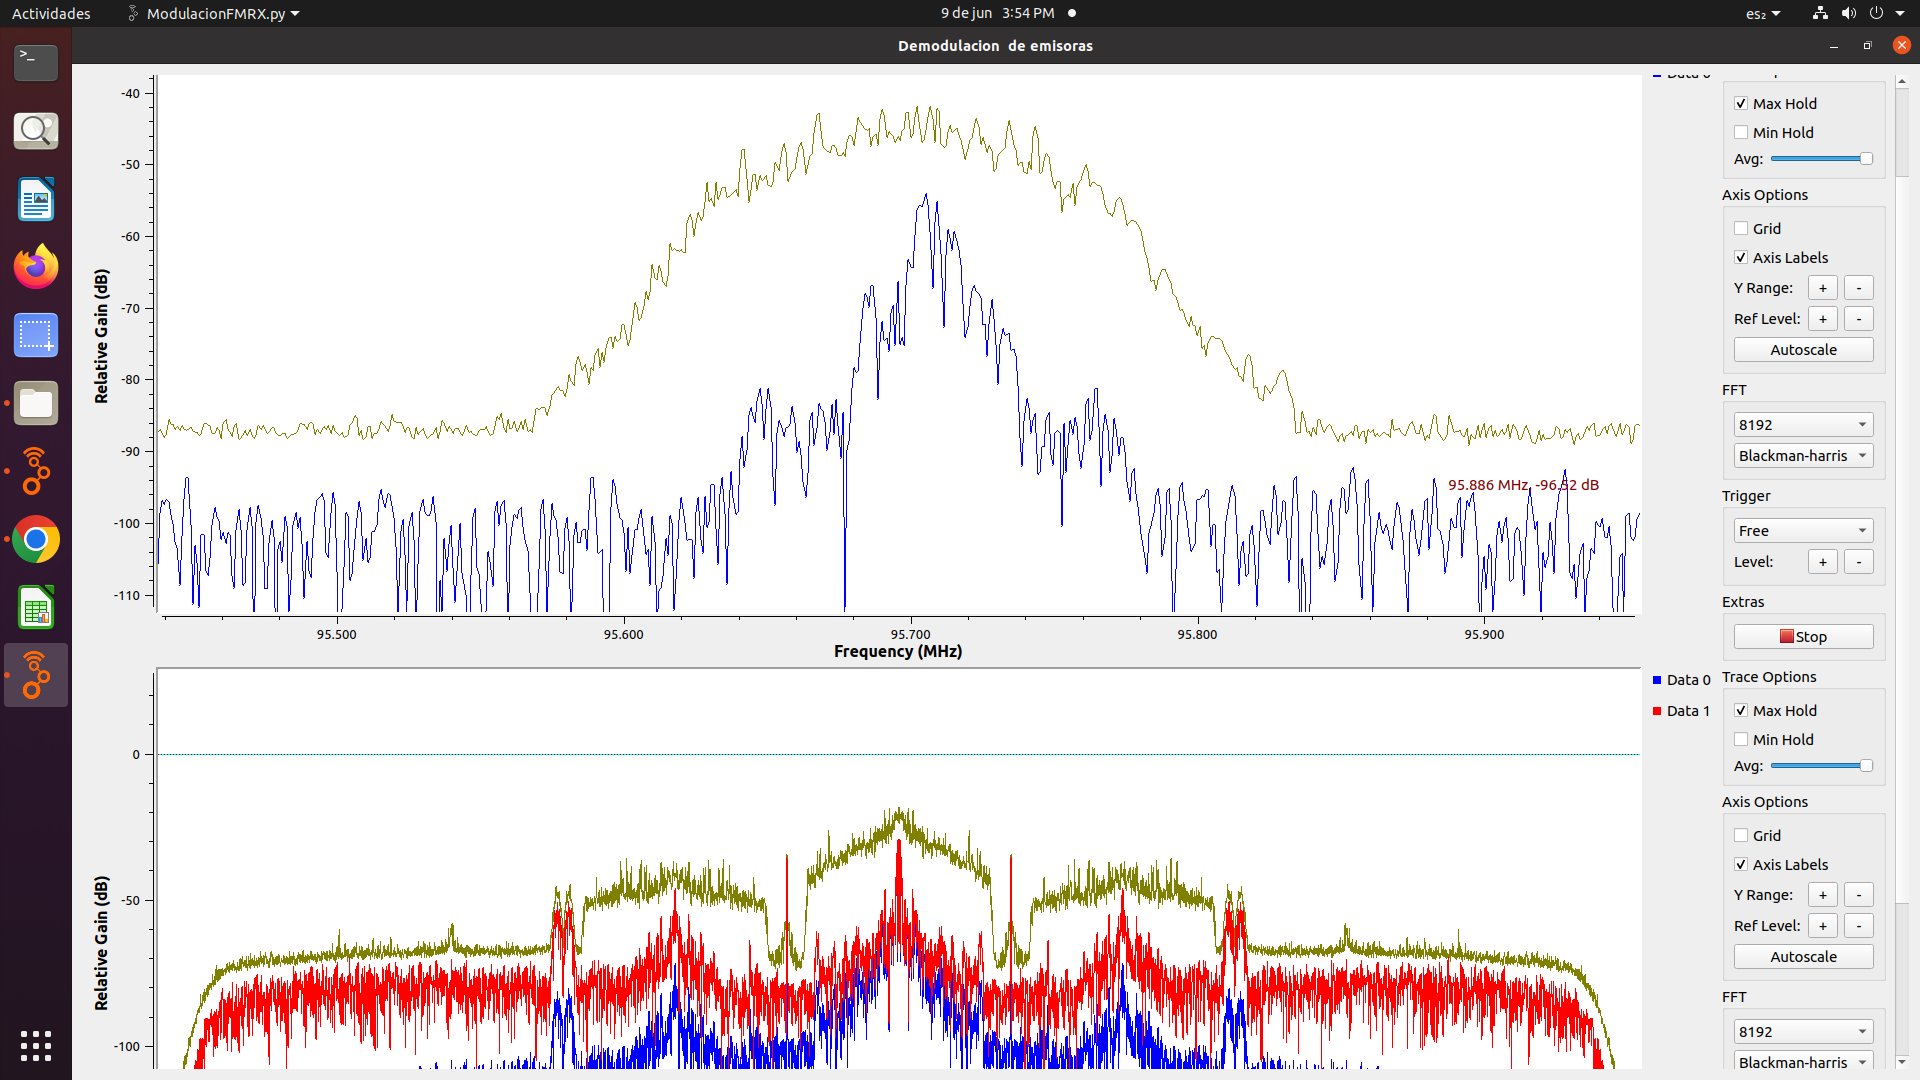 Actividades ModulacionFMRX.py 9 de jun 3:54 PM es₂
Demodulacion de emisoras
>_
Relative Gain (dB)
-40
-50
-60
-70
-80
-90
-100
-110
95.886 MHz, -96.52 dB
95.500 95.600 95.700 95.800 95.900
Frequency (MHz)
Max Hold
Min Hold
Avg:
Axis Options
Grid
Axis Labels
Y Range: + -
Ref Level: + -
Autoscale
FFT
8192
Blackman-harris
Trigger
Free
Level: + -
Extras
Stop
Relative Gain (dB)
0
-50
-100
Data 0
Data 1
Trace Options
Max Hold
Min Hold
Avg:
Axis Options
Grid
Axis Labels
Y Range: + -
Ref Level: + -
Autoscale
FFT
8192
Blackman-harris